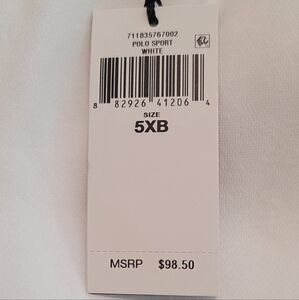 711835767002
POLO SPORT
WHITE
8 82926 41206 4
SIZE
5XB
MSRP $98.50